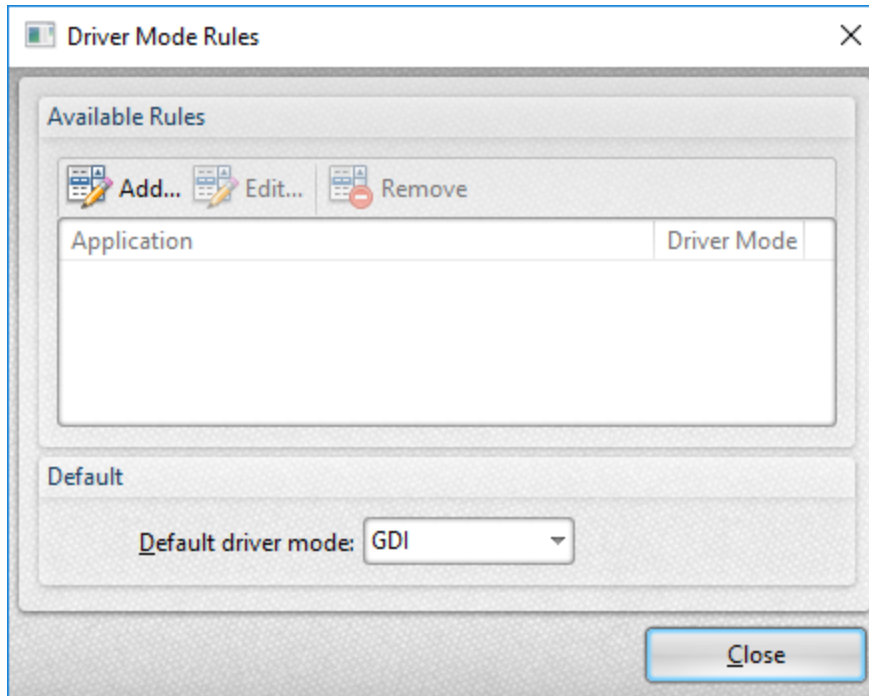 Driver Mode Rules
Available Rules
Add... Edit... Remove
Application Driver Mode
Default
Default driver mode: GDI
Close